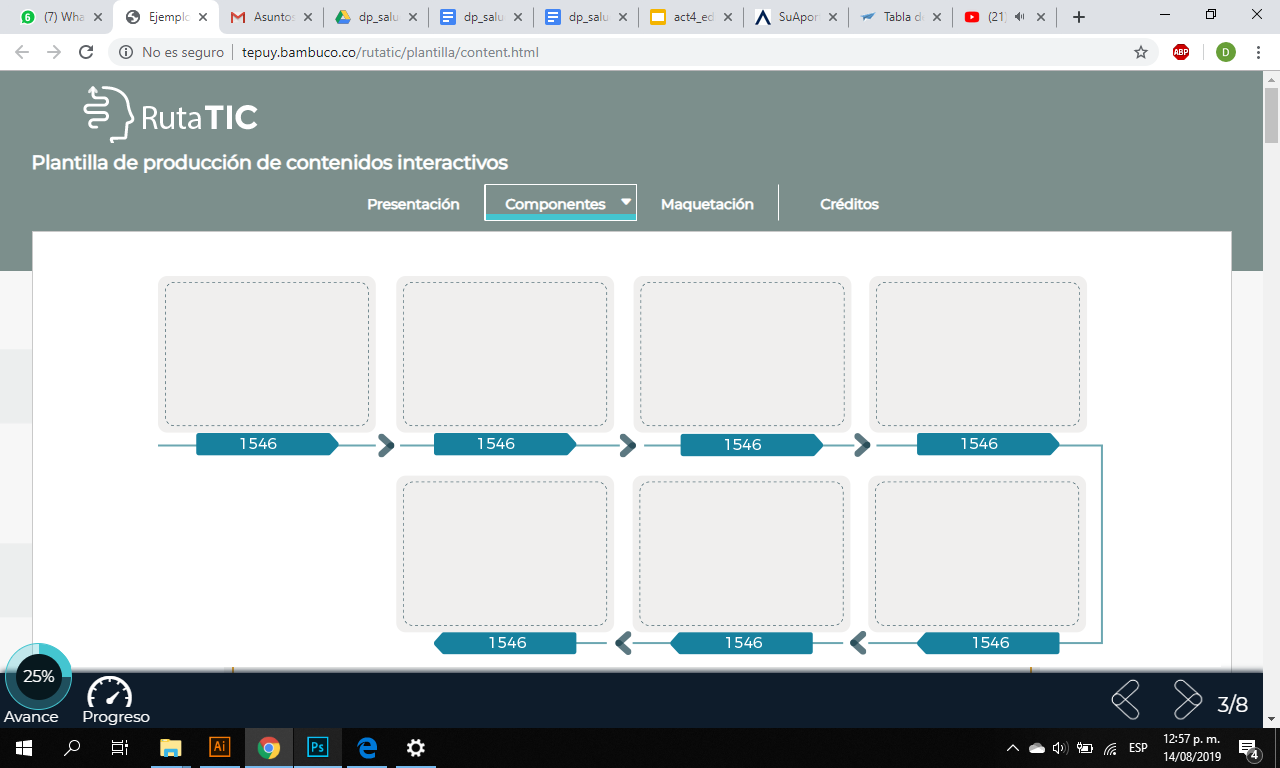 (7) Wha
Ejemplo
Asuntos
dp_salu
dp_salu
dp_salu
act4_ed
SuApor
Tabla d
(21
No es seguro
tepuy.bambuco.co/rutatic/plantilla/content.html
ABP
D
RutaTIC
Plantilla de producción de contenidos interactivos
Presentación
Componentes
Maquetación
Créditos
1546
1546
1546
1546
1546
1546
1546
25%
Avance
Progreso
3/8
Ai
Ps
ESP
12:57 p. m.
14/08/2019
4